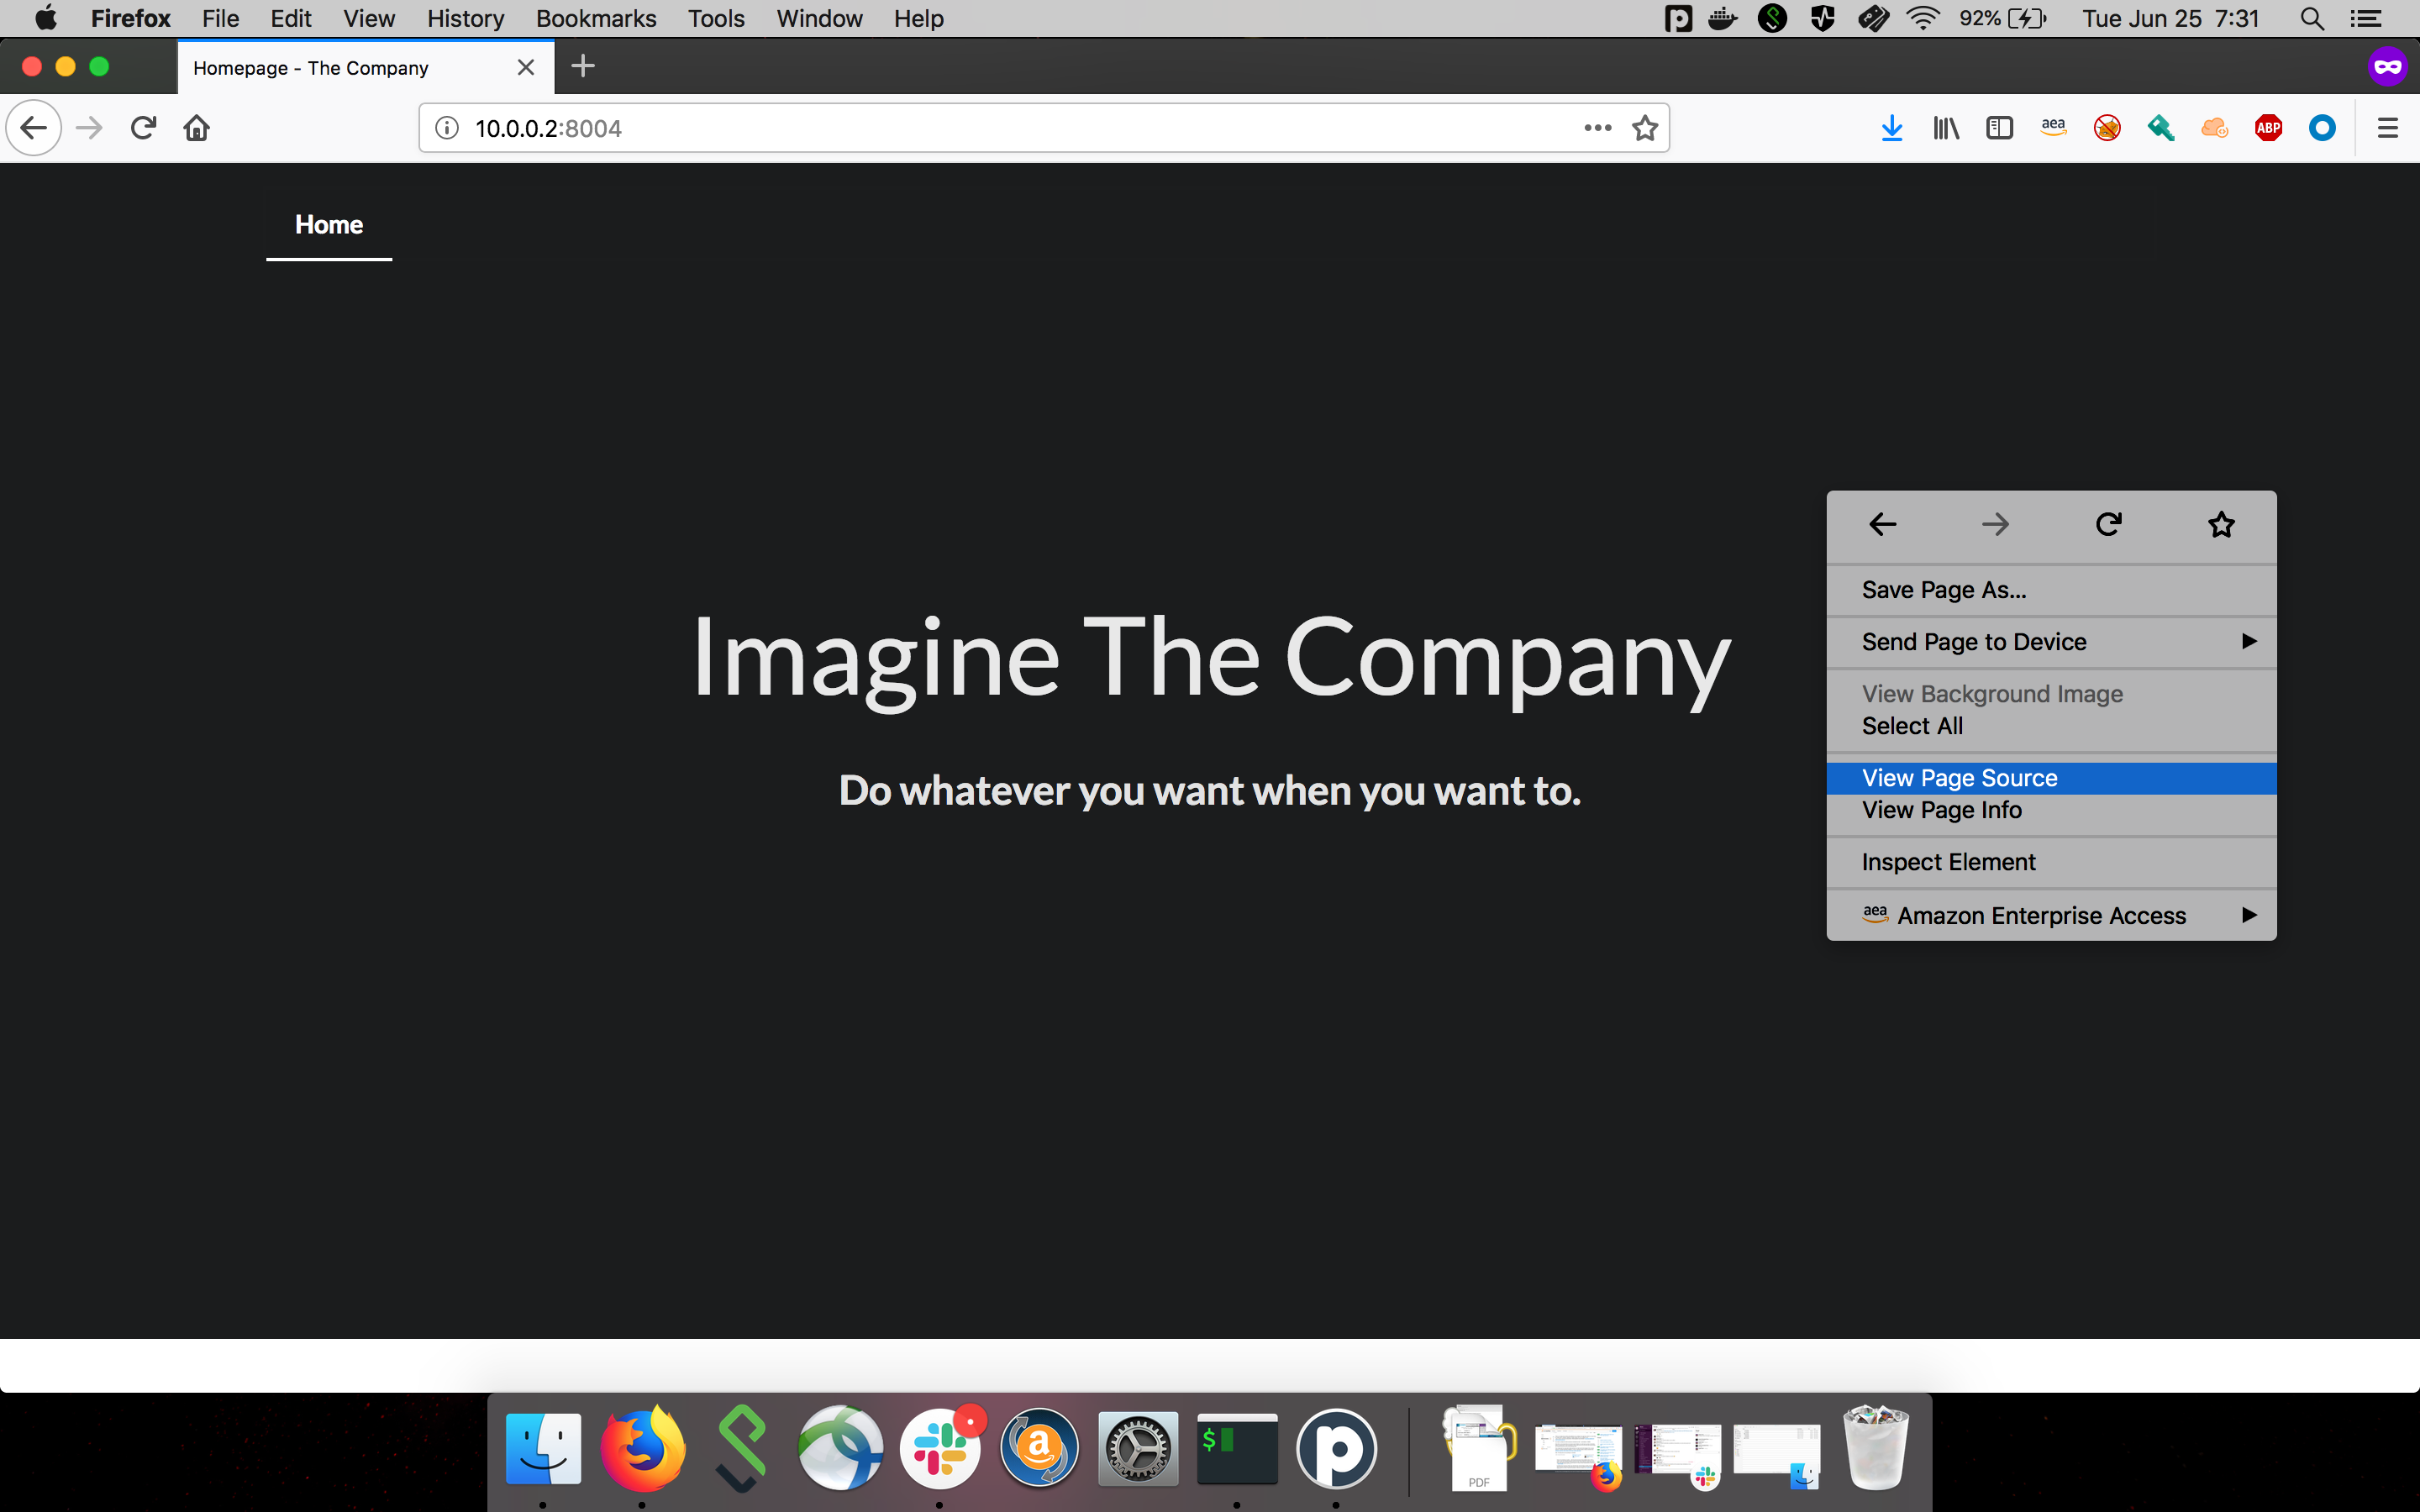 Firefox File Edit View History Bookmarks Tools Window Help 92% Tue Jun 25 7:31
Homepage - The Company
10.0.0.2:8004
aea
ABP
Home
Imagine The Company
Do whatever you want when you want to.
Save Page As...
Send Page to Device
View Background Image
Select All
View Page Source
View Page Info
Inspect Element
aea Amazon Enterprise Access
$
PDF